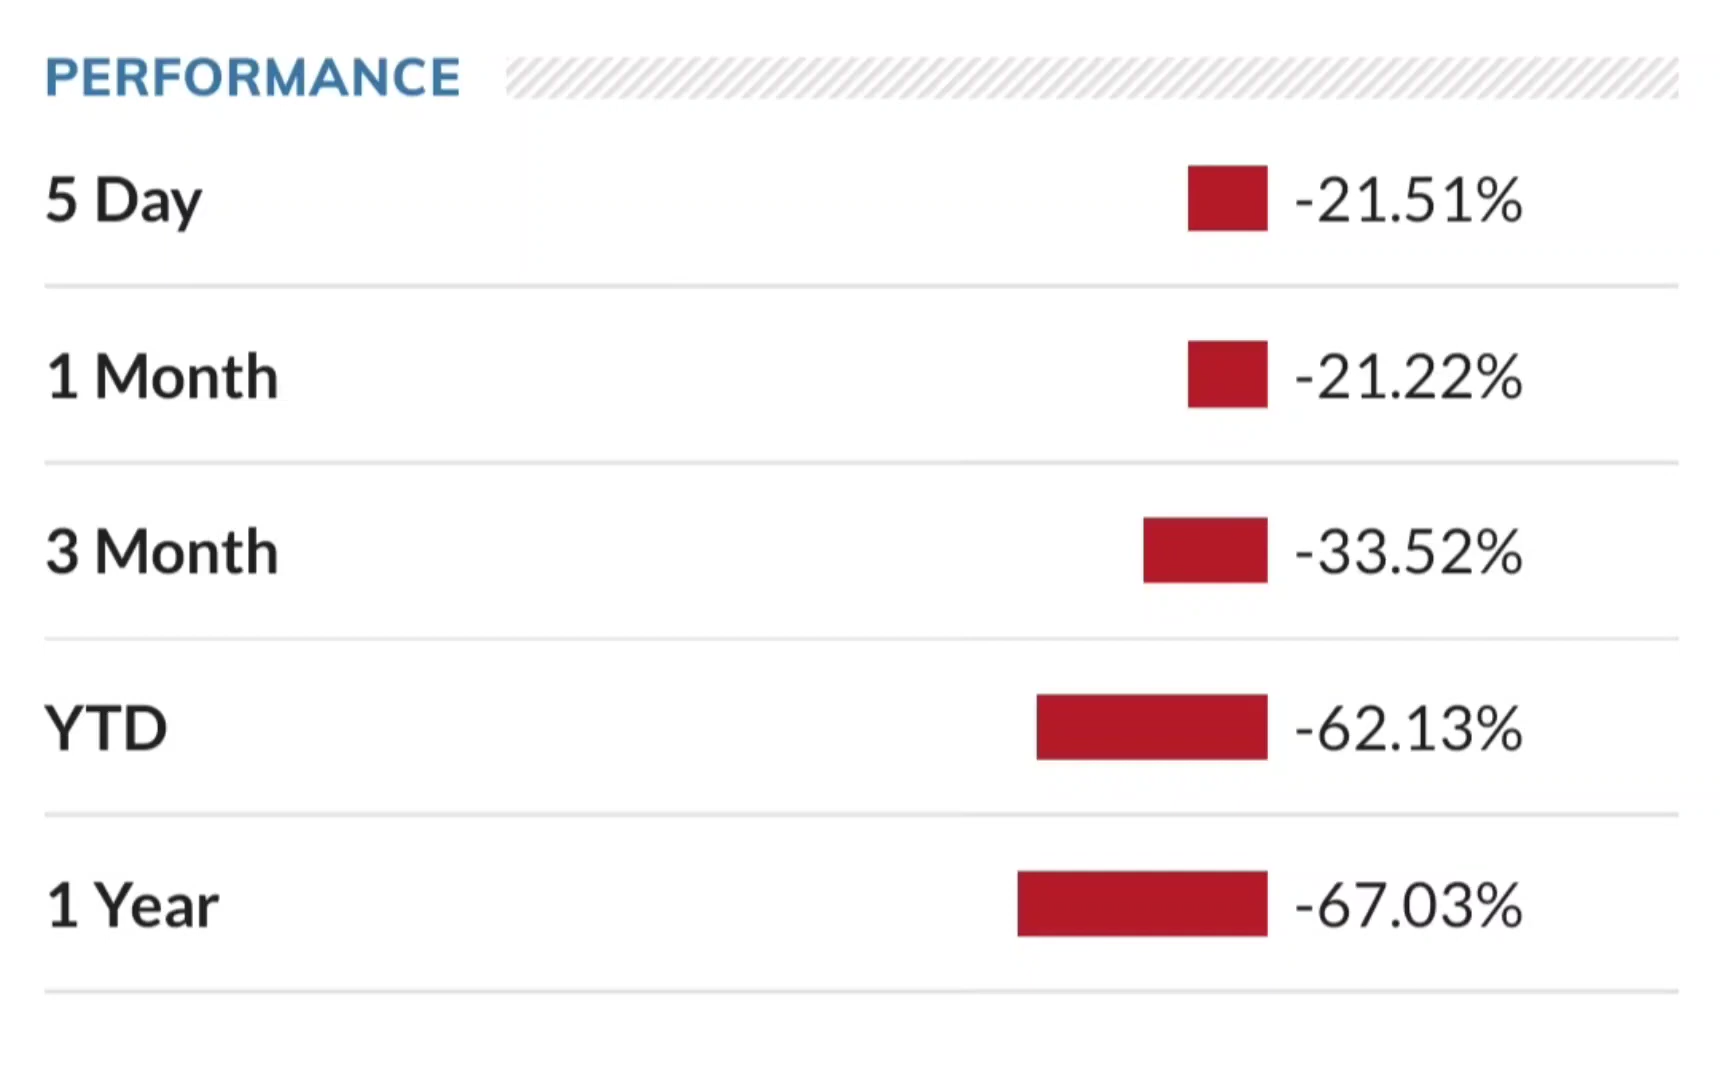 PERFORMANCE
5 Day -21.51%
1 Month -21.22%
3 Month -33.52%
YTD -62.13%
1 Year -67.03%